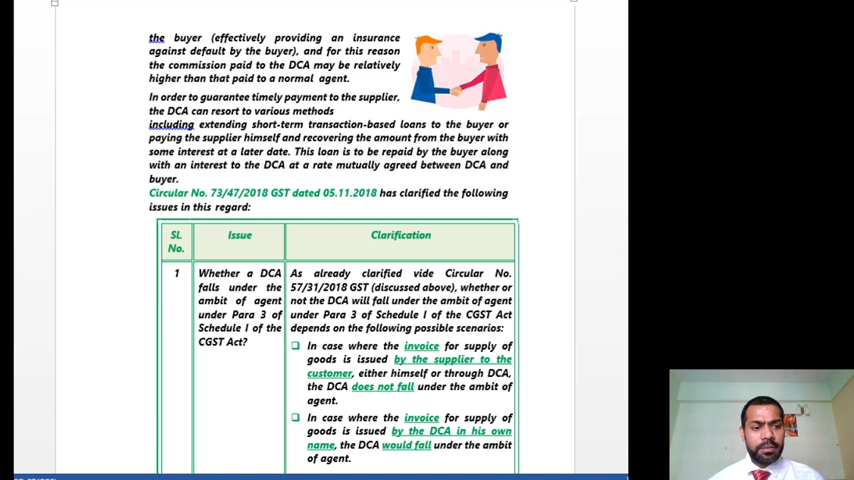 the buyer (effectively providing an insurance
against default by the buyer), and for this reason
the commission paid to the DCA may be relatively
higher than that paid to a normal agent.
In order to guarantee timely payment to the supplier,
the DCA can resort to various methods
including extending short-term transaction-based loans to the buyer or
paying the supplier himself and recovering the amount from the buyer with
some interest at a later date. This loan is to be repaid by the buyer along
with an interest to the DCA at a rate mutually agreed between DCA and
buyer.
Circular No. 73/47/2018 GST dated 05.11.2018 has clarified the following
issues in this regard:
Sl. No.
Issue
Clarification
1
Whether a DCA
falls under the
ambit of agent
under Para 3 of
Schedule I of the
CGST Act?
As already clarified vide Circular No.
57/31/2018 GST (discussed above), whether or
not the DCA will fall under the ambit of agent
under Para 3 of Schedule I of the CGST Act
depends on the following possible scenarios:
❑ In case where the invoice for supply of
goods is issued by the supplier to the
customer, either himself or through DCA,
the DCA does not fall under the ambit of
agent.
❑ In case where the invoice for supply of
goods is issued by the DCA in his own
name, the DCA would fall under the ambit
of agent.